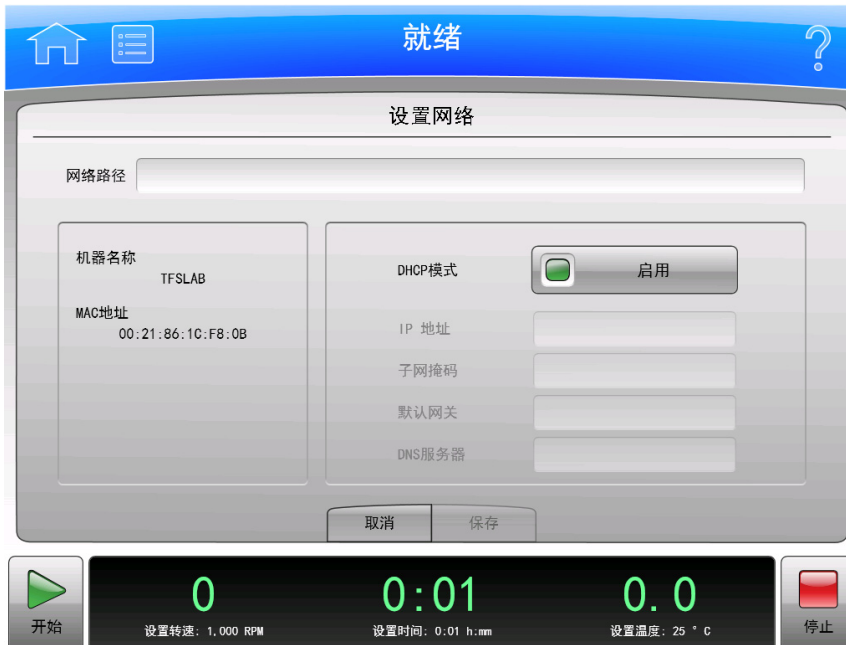 就绪
设置网络
网络路径
机器名称
TFSLAB
MAC地址
00:21:86:1C:F8:0B
DHCP模式
启用
IP 地址
子网掩码
默认网关
DNS服务器
取消
保存
开始
0
设置转速: 1,000 RPM
0:01
设置时间: 0:01 h:mm
0.0
设置温度: 25 ° C
停止